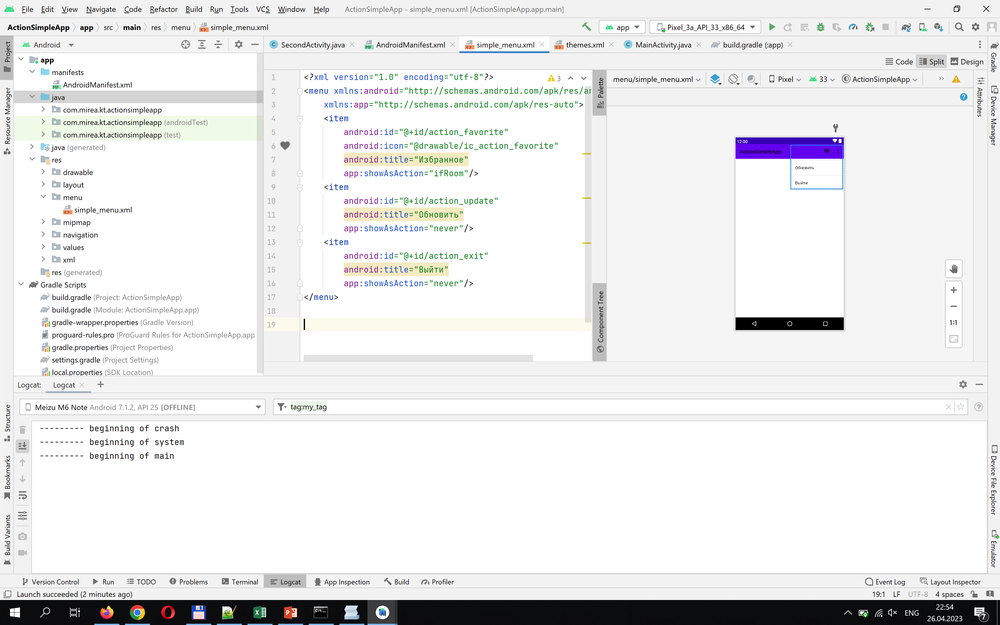 File Edit View Navigate Code Refactor Build Run Tools VCS Window Help ActionSimpleApp - simple_menu.xml [ActionSimpleApp.app.main]
ActionSimpleApp app src main res menu simple_menu.xml app Pixel_3a_API_33_x86_64
Project
Resource Manager
Structure
Bookmarks
Build Variants
Android
app
manifests
AndroidManifest.xml
java
com.mirea.kt.actionsimpleapp
com.mirea.kt.actionsimpleapp (androidTest)
com.mirea.kt.actionsimpleapp (test)
java (generated)
res
drawable
layout
menu
simple_menu.xml
mipmap
navigation
values
xml
res (generated)
Gradle Scripts
build.gradle (Project: ActionSimpleApp)
build.gradle (Module: ActionSimpleApp.app)
gradle-wrapper.properties (Gradle Version)
proguard-rules.pro (ProGuard Rules for ActionSimpleApp.app
gradle.properties (Project Properties)
settings.gradle (Project Settings)
local.properties (SDK Location)
SecondActivity.java AndroidManifest.xml simple_menu.xml themes.xml MainActivity.java build.gradle (:app)
Code Split Design
3
1 <?xml version="1.0" encoding="utf-8"?>
2 <menu xmlns:android="http://schemas.android.com/apk/res/an
3 xmlns:app="http://schemas.android.com/apk/res-auto">
4 <item
5 android:id="@+id/action_favorite"
6 android:icon="@drawable/ic_action_favorite"
7 android:title="Избранное"
8 app:showAsAction="ifRoom"/>
9 <item
10 android:id="@+id/action_update"
11 android:title="Обновить"
12 app:showAsAction="never"/>
13 <item
14 android:id="@+id/action_exit"
15 android:title="Выйти"
16 app:showAsAction="never"/>
17 </menu>
18
19
Palette
Component Tree
menu/simple_menu.xml Pixel 33 ActionSimpleApp
12:00
ActionSimpleApp
Обновить
Выйти
1:1
Attributes
Gradle
Device Manager
Device File Explorer
Emulator
Logcat: Logcat
Meizu M6 Note Android 7.1.2, API 25 [OFFLINE] tag:my_tag
--------- beginning of crash
--------- beginning of system
--------- beginning of main
Version Control Run TODO Problems Terminal Logcat App Inspection Build Profiler Event Log Layout Inspector
Launch succeeded (2 minutes ago) 19:1 LF UTF-8 4 spaces
ENG 22:54
26.04.2023
7